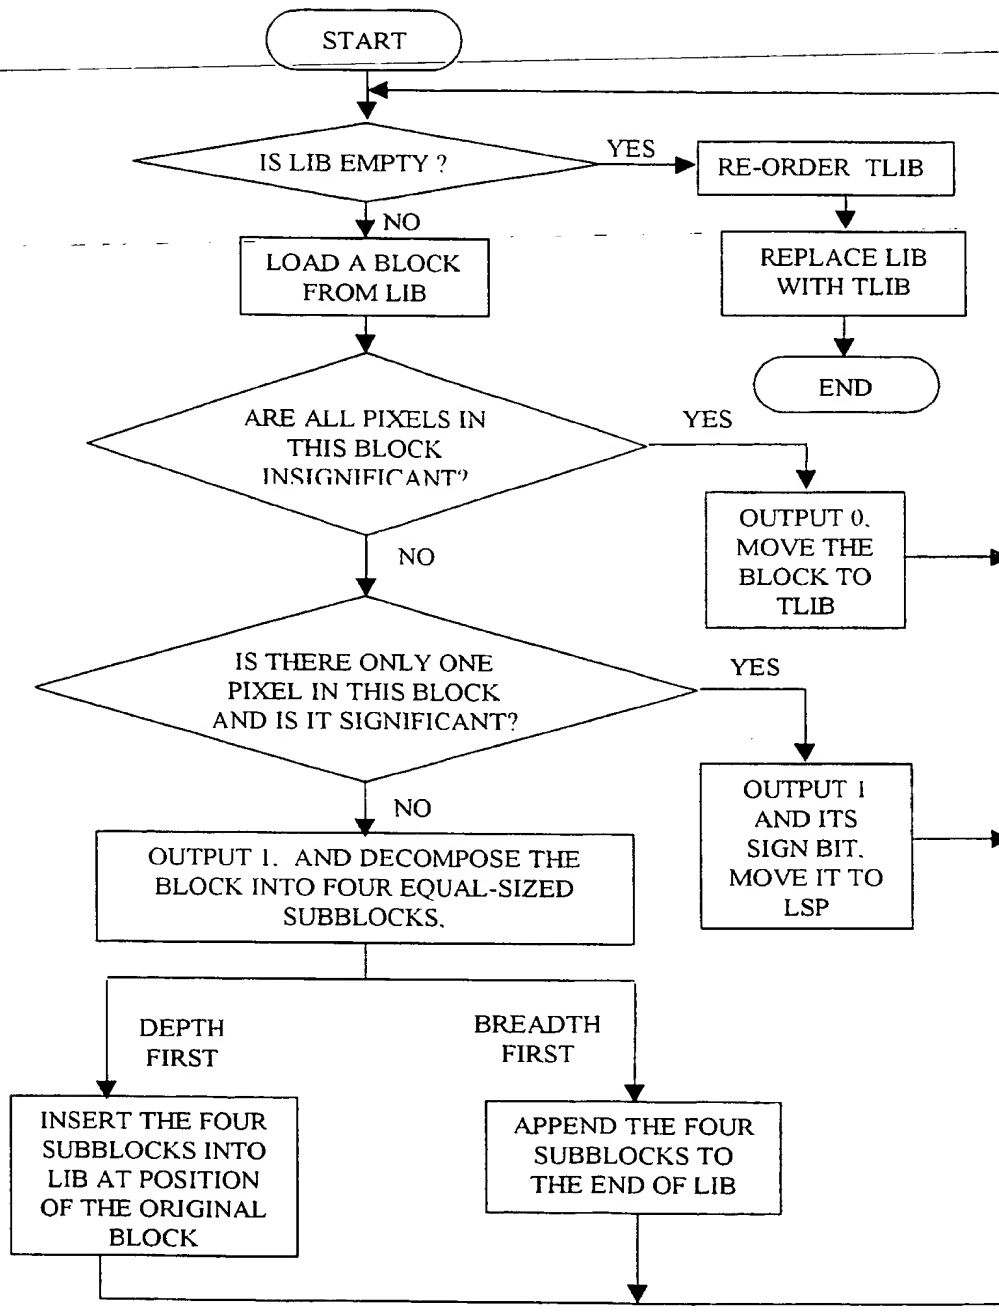 START
IS LIB EMPTY ?
YES
RE-ORDER TLIB
NO
LOAD A BLOCK
FROM LIB
REPLACE LIB
WITH TLIB
END
ARE ALL PIXELS IN
THIS BLOCK
INSIGNIFICANT?
YES
OUTPUT 0.
MOVE THE
BLOCK TO
TLIB
NO
IS THERE ONLY ONE
PIXEL IN THIS BLOCK
AND IS IT SIGNIFICANT?
YES
OUTPUT 1
AND ITS
SIGN BIT.
MOVE IT TO
LSP
NO
OUTPUT 1. AND DECOMPOSE THE
BLOCK INTO FOUR EQUAL-SIZED
SUBBLOCKS.
DEPTH
FIRST
BREADTH
FIRST
INSERT THE FOUR
SUBBLOCKS INTO
LIB AT POSITION
OF THE ORIGINAL
BLOCK
APPEND THE FOUR
SUBBLOCKS TO
THE END OF LIB